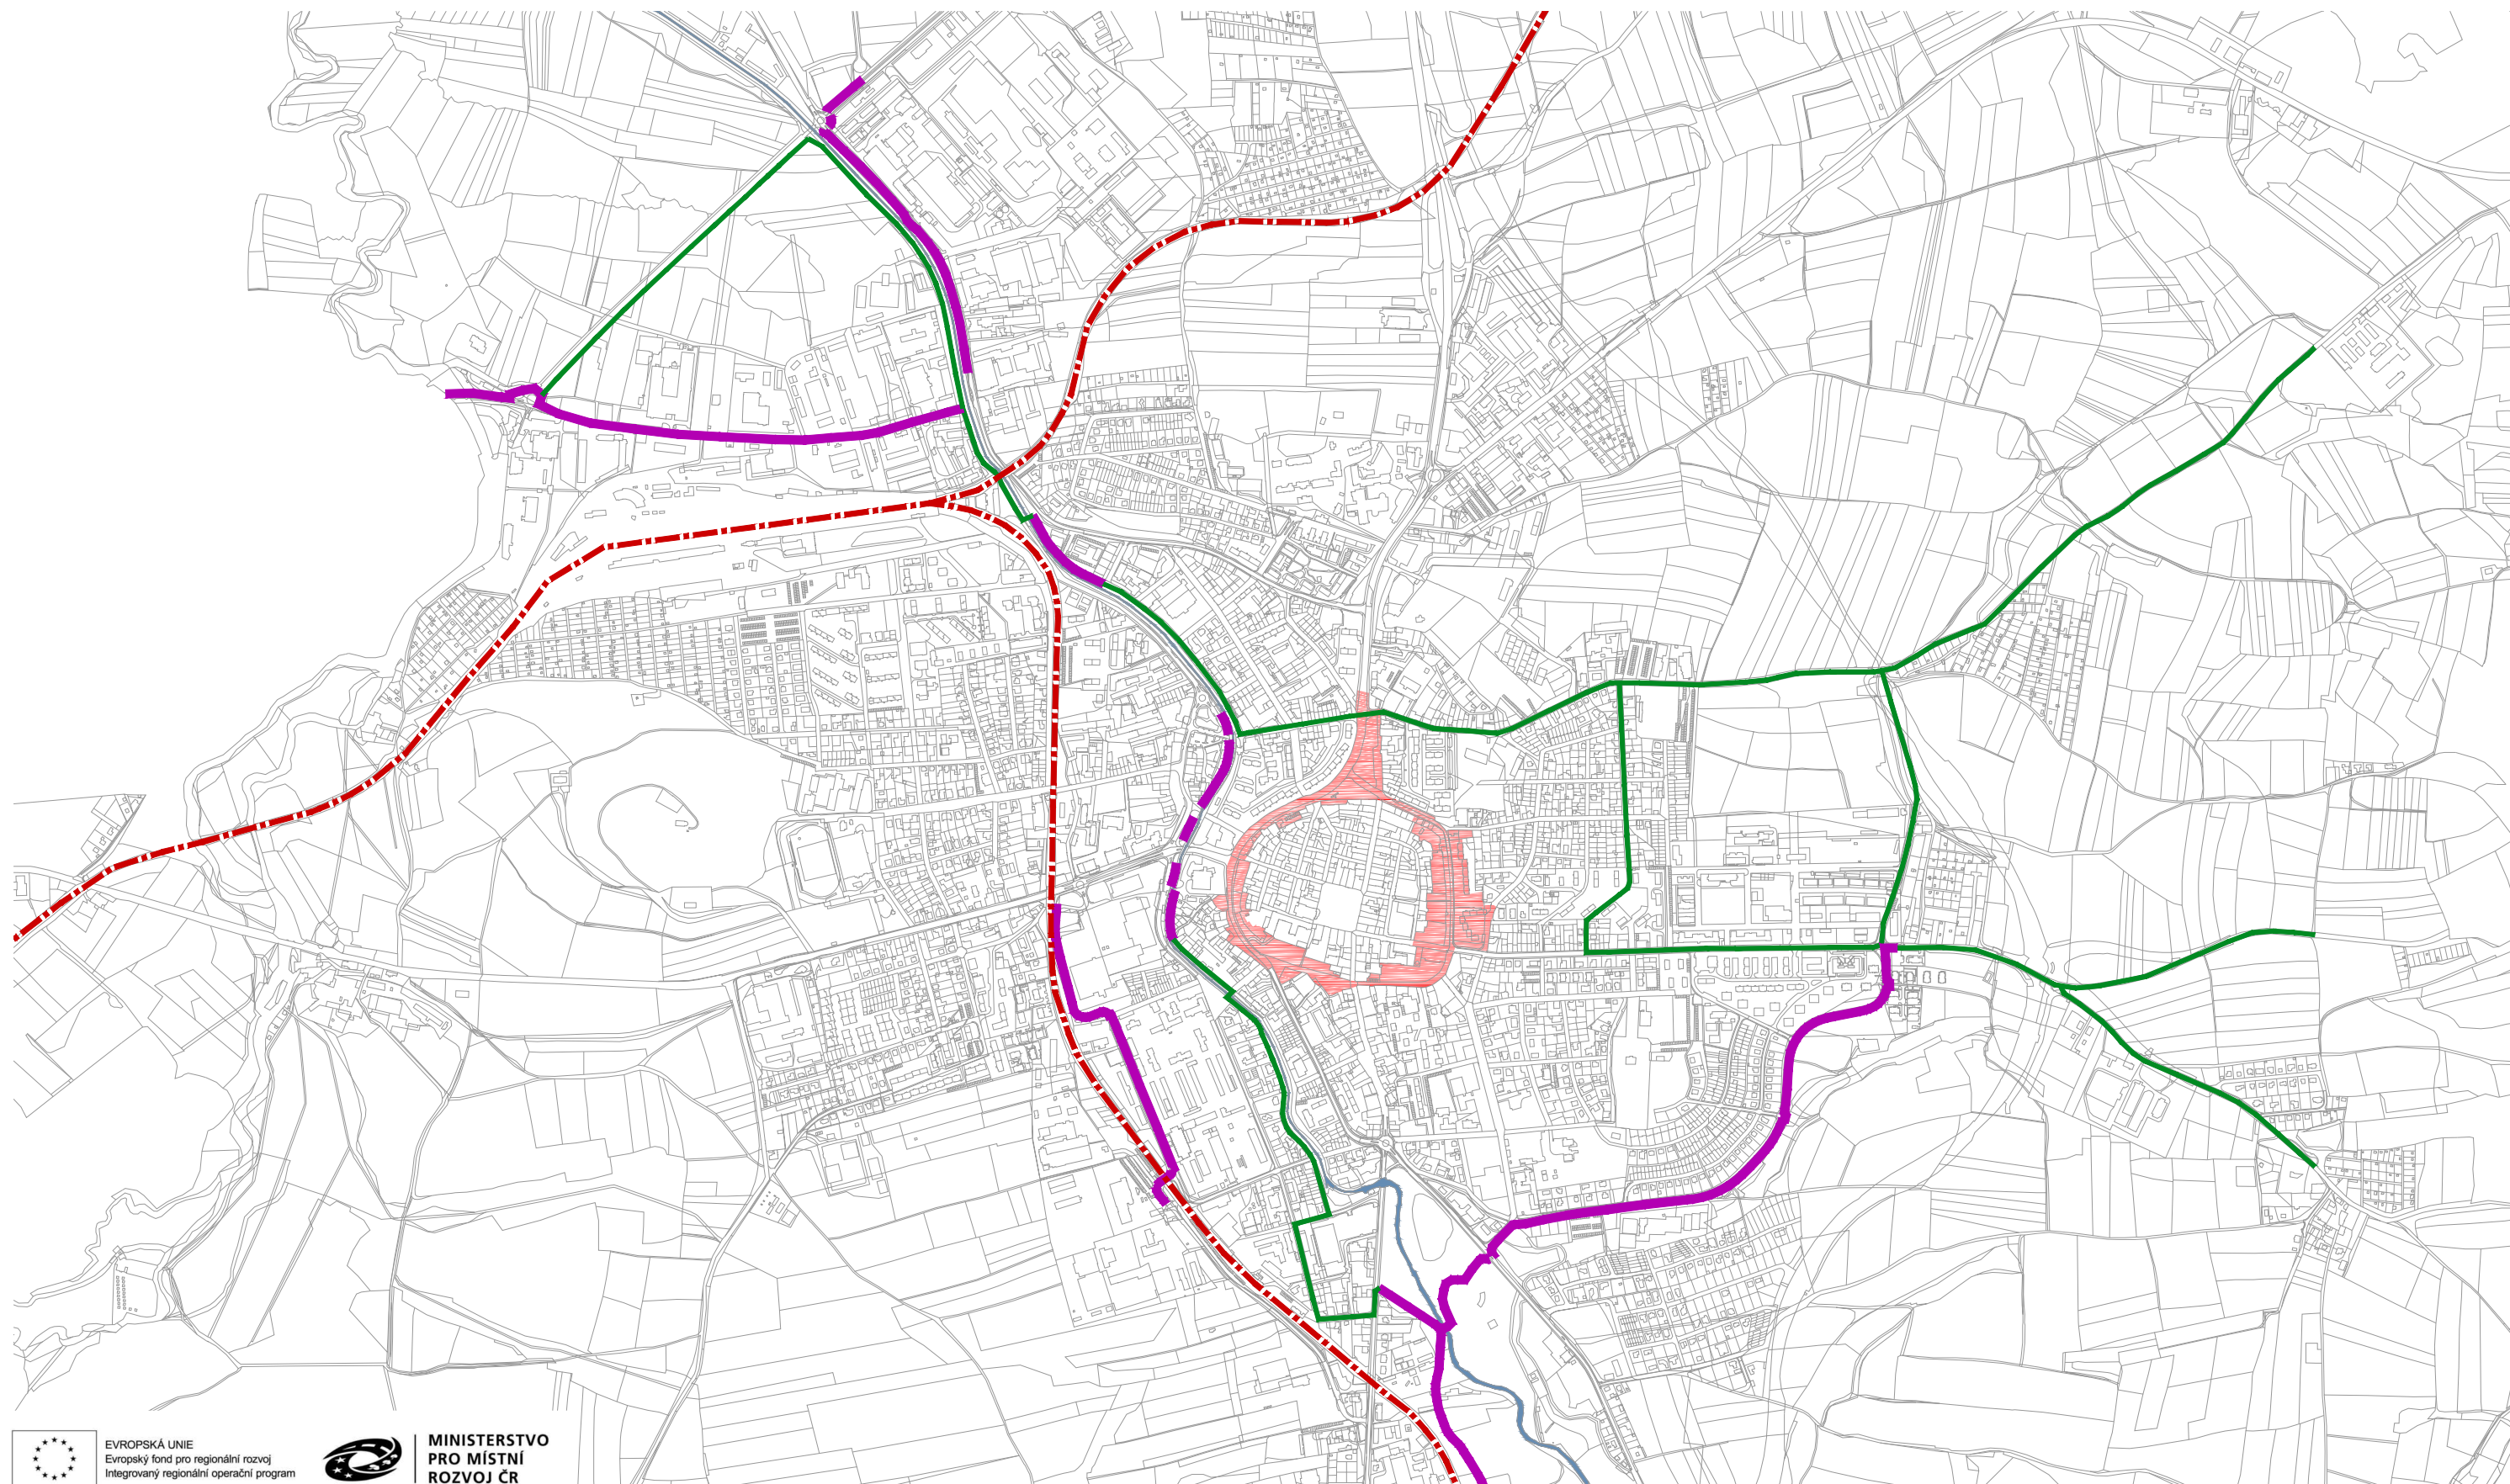 EVROPSKÁ UNIE
Evropský fond pro regionální rozvoj
Integrovaný regionální operační program
MINISTERSTVO
PRO MÍSTNÍ
ROZVOJ ČR